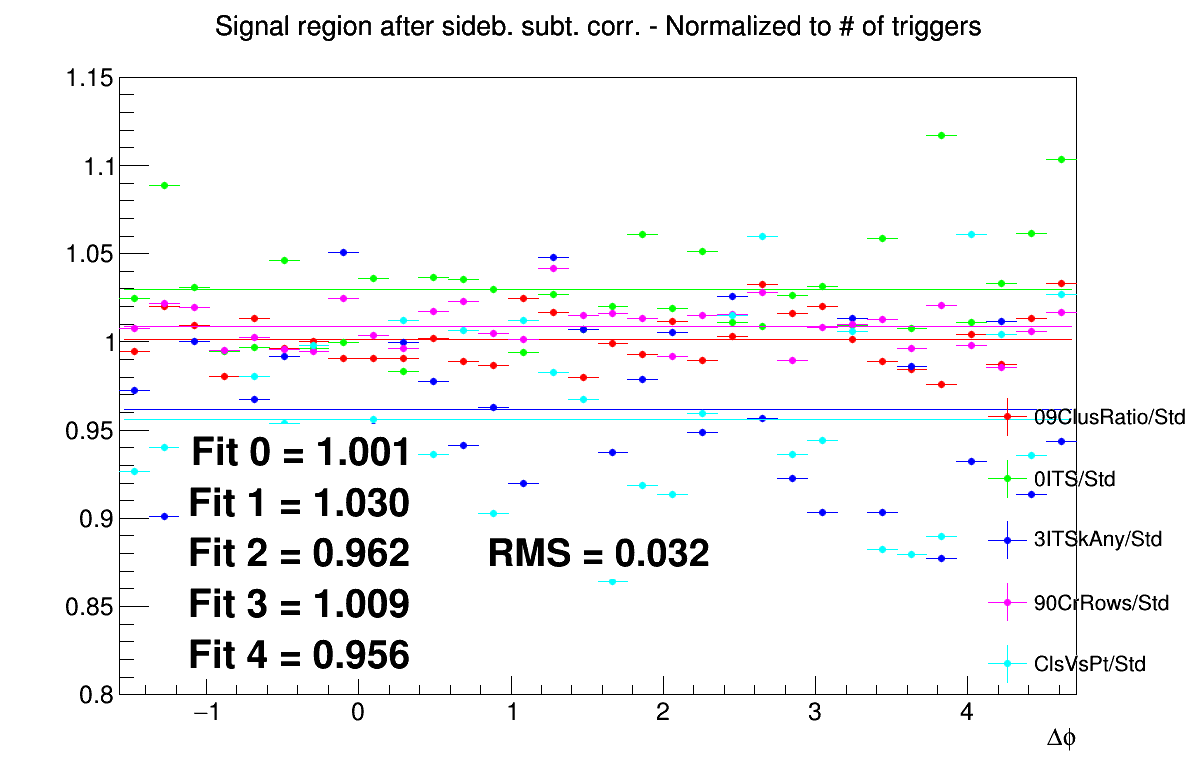 Signal region after sideb. subt. corr. - Normalized to # of triggers
1.15
1.1
1.05
1
0.95
0.9
0.85
0.8
Fit 0 = 1.001
Fit 1 = 1.030
Fit 2 = 0.962
RMS = 0.032
Fit 3 = 1.009
Fit 4 = 0.956
09ClusRatio/Std
0ITS/Std
3ITSkAny/Std
90CrRows/Std
ClsVsPt/Std
−1 0 1 2 3 4
Δϕ